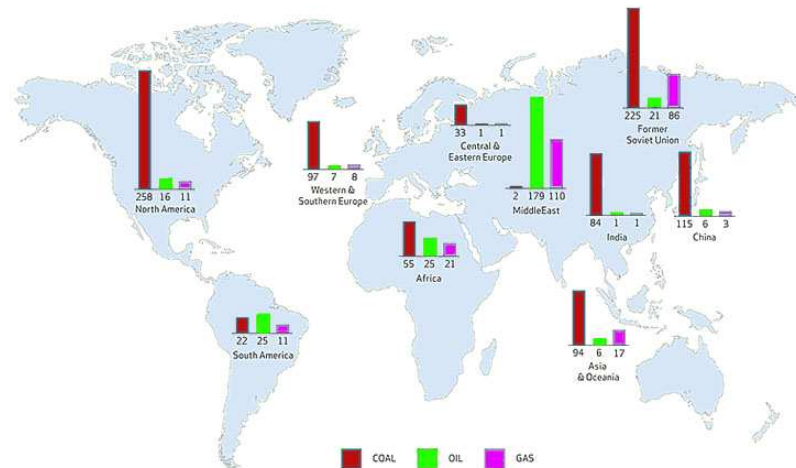 225 21 86
Former
Soviet Union
33 1 1
Central &
Eastern Europe
97 7 8
Western &
Southern Europe
258 16 11
North America
2 179 110
MiddleEast
84 1 1
India
115 6 3
China
55 25 21
Africa
22 25 11
South America
94 6 17
Asia
& Oceania
COAL OIL GAS